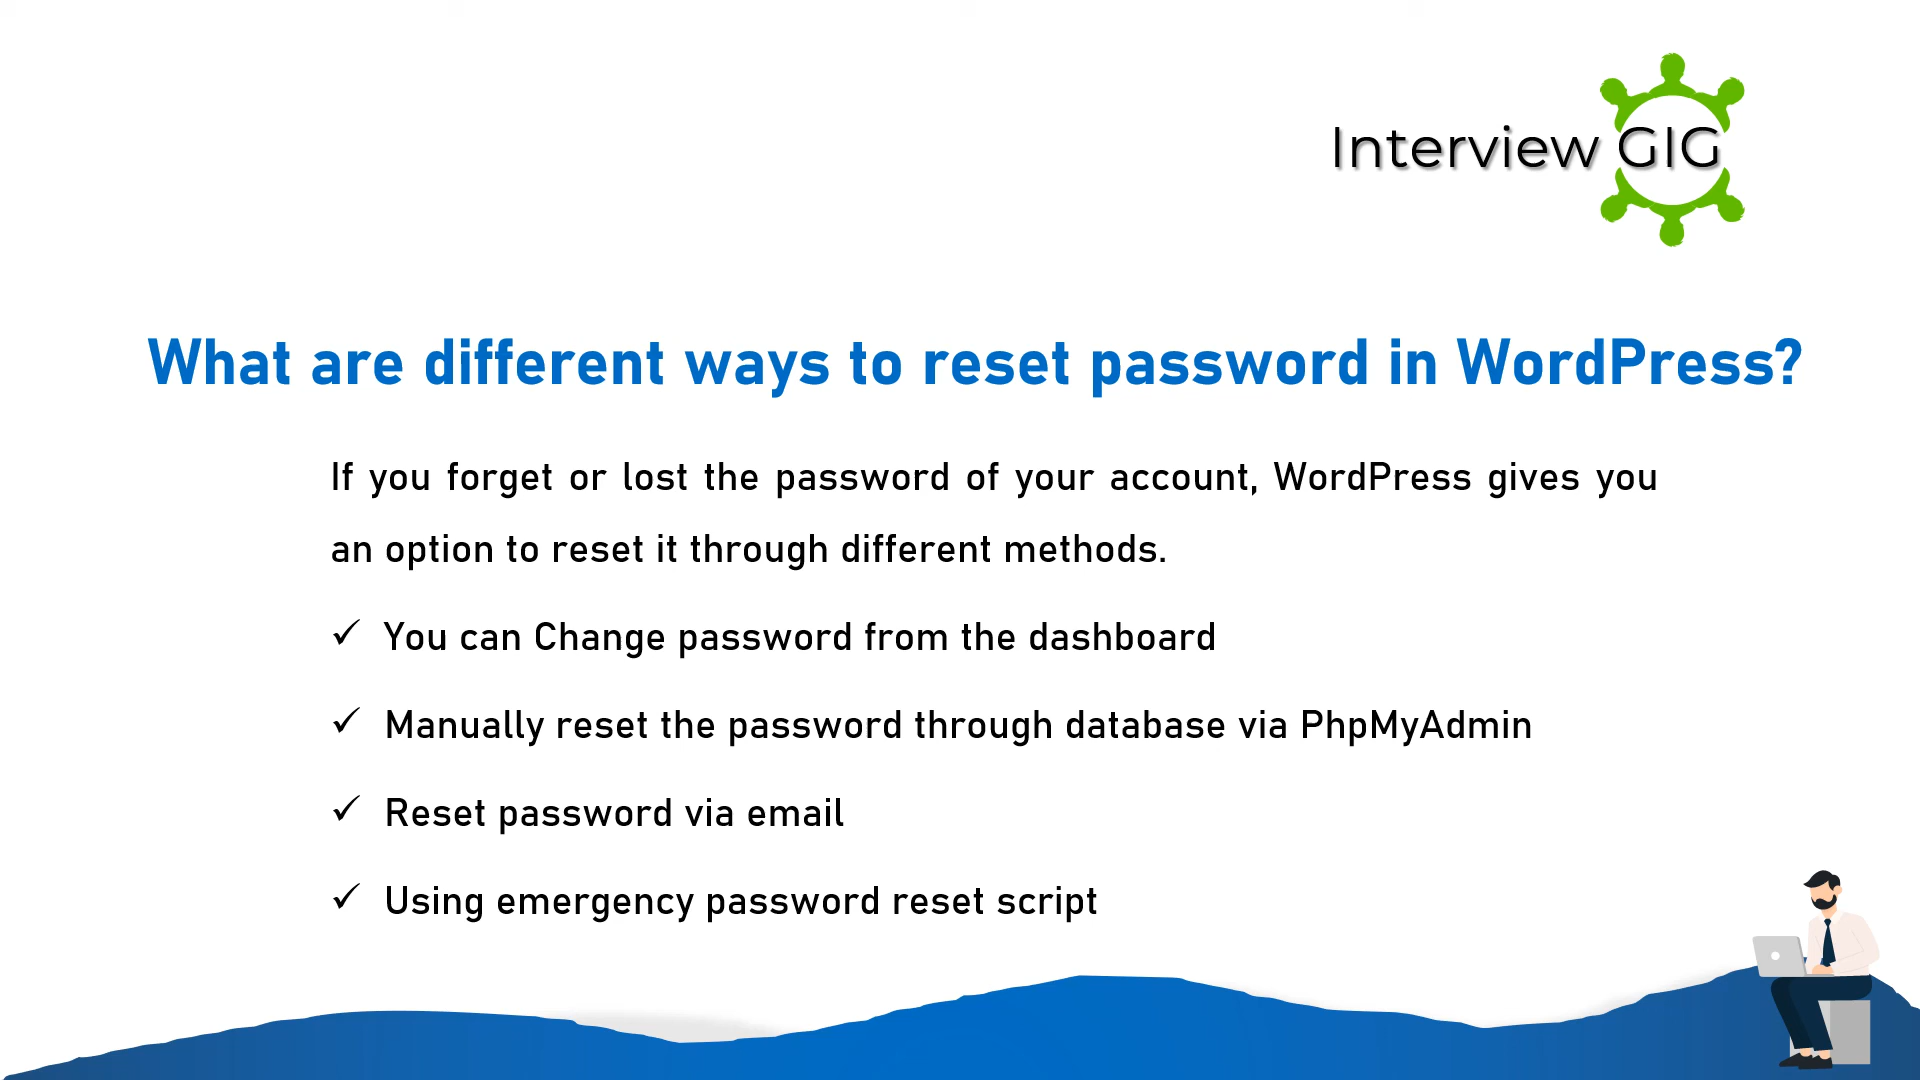 Interview GIG
What are different ways to reset password in WordPress?
If you forget or lost the password of your account, WordPress gives you
an option to reset it through different methods.
✓ You can Change password from the dashboard
✓ Manually reset the password through database via PhpMyAdmin
✓ Reset password via email
✓ Using emergency password reset script